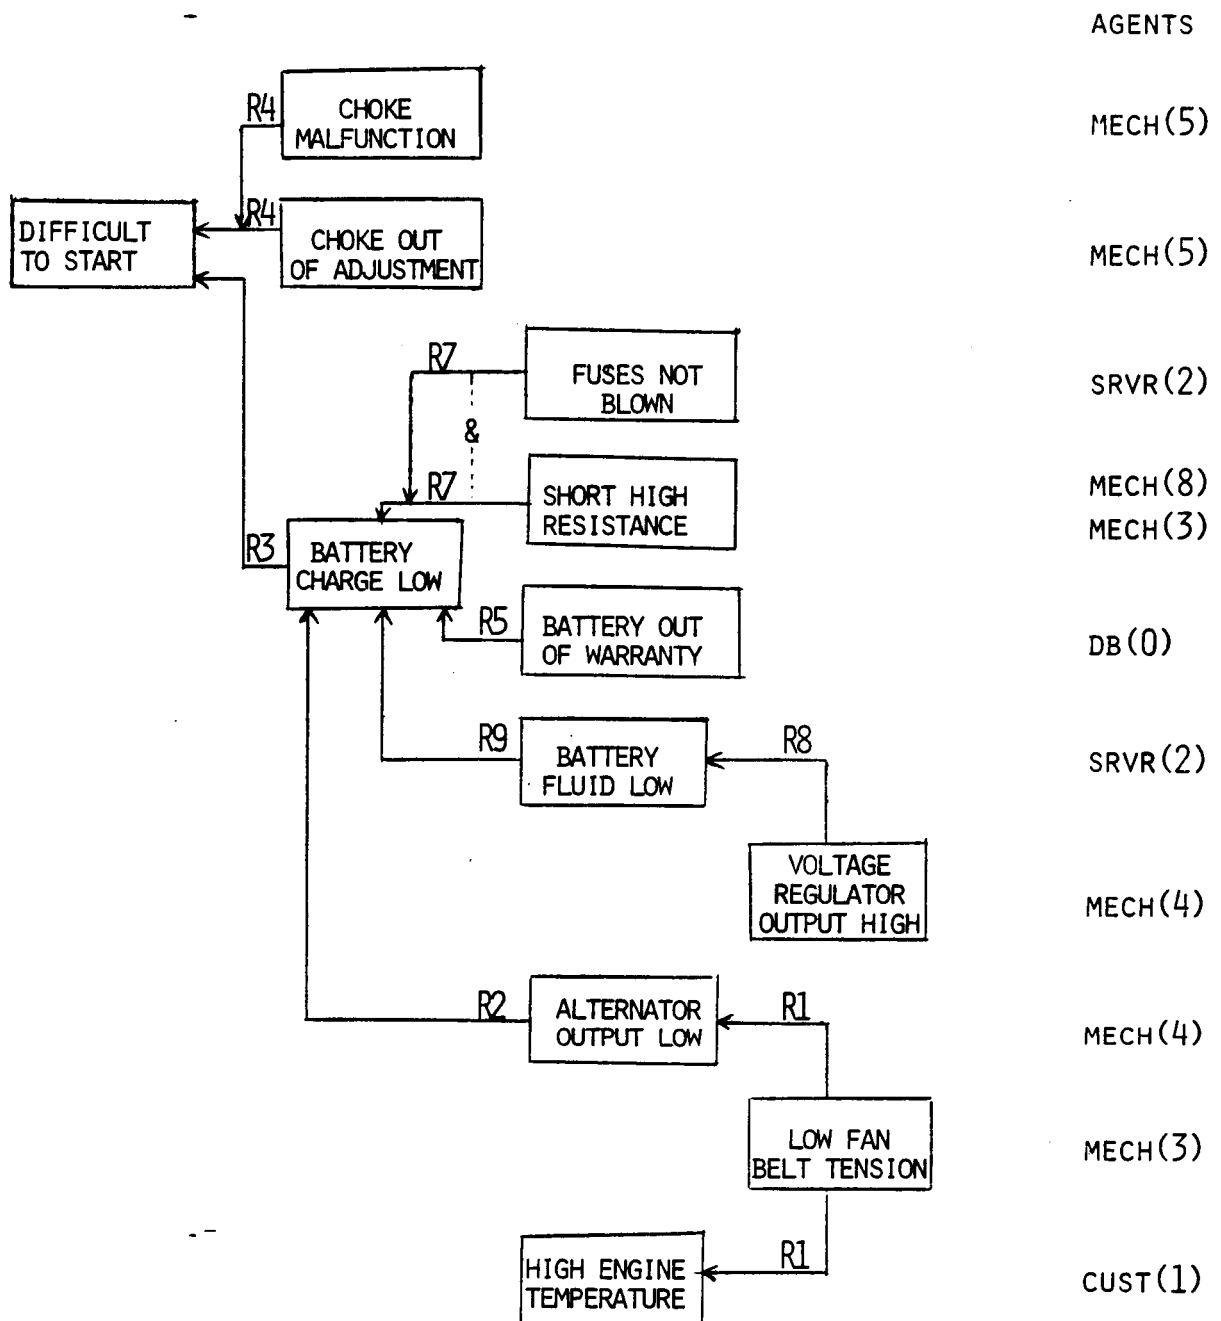 AGENTS
R4
CHOKE
MALFUNCTION
MECH(5)
DIFFICULT
TO START
R4
CHOKE OUT
OF ADJUSTMENT
MECH(5)
R7
FUSES NOT
BLOWN
SRVR(2)
&
R7
SHORT HIGH
RESISTANCE
MECH(8)
MECH(3)
R3
BATTERY
CHARGE LOW
R5
BATTERY OUT
OF WARRANTY
DB(0)
R9
BATTERY
FLUID LOW
R8
SRVR(2)
VOLTAGE
REGULATOR
OUTPUT HIGH
MECH(4)
R2
ALTERNATOR
OUTPUT LOW
R1
MECH(4)
LOW FAN
BELT TENSION
MECH(3)
HIGH ENGINE
TEMPERATURE
R1
CUST(1)